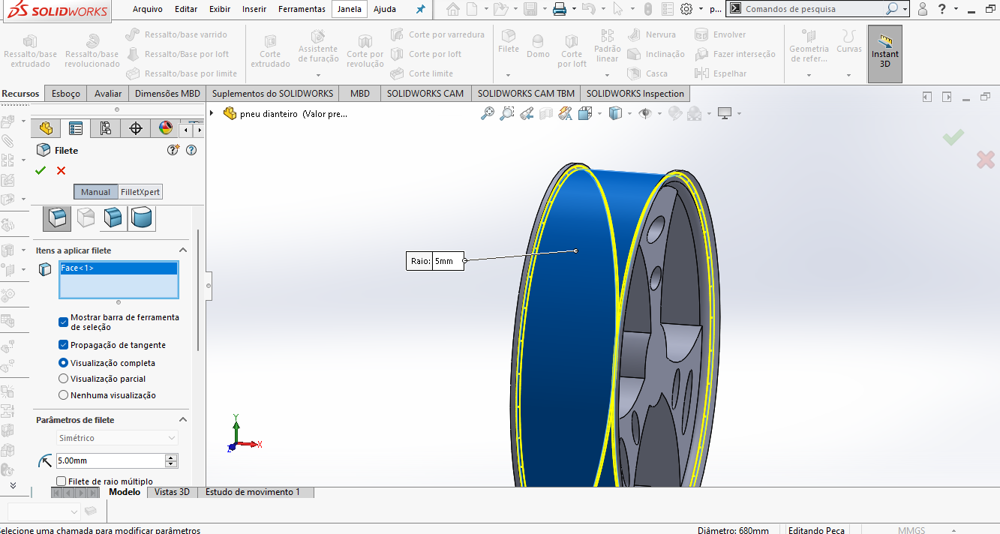 SOLIDWORKS
Arquivo Editar Exibir Inserir Ferramentas Janela Ajuda
p...
Comandos de pesquisa
?
Ressalto/base extrudado
Ressalto/base revolucionado
Ressalto/base varrido
Ressalto/Base por loft
Ressalto/base por limite
Corte extrudado
Assistente de furação
Corte por revolução
Corte por varredura
Corte por loft
Corte limite
Filete
Domo
Corte por loft
Padrão linear
Nervura
Inclinação
Casca
Envolver
Fazer interseção
Espelhar
Geometria de refer...
Curvas
Instant 3D
Recursos Esboço Avaliar Dimensões MBD Suplementos do SOLIDWORKS MBD SOLIDWORKS CAM SOLIDWORKS CAM TBM SOLIDWORKS Inspection
pneu dianteiro (Valor pre...
Filete
Manual FilletXpert
Itens a aplicar filete
Face<1>
Mostrar barra de ferramenta
de seleção
Propagação de tangente
Visualização completa
Visualização parcial
Nenhuma visualização
Parâmetros de filete
Simétrico
5.00mm
Filete de raio múltiplo
Raio: 5mm
Y
X
Z
Modelo Vistas 3D Estudo de movimento 1
Selecione uma chamada para modificar parâmetros
Diâmetro: 680mm Editando Peça MMGS